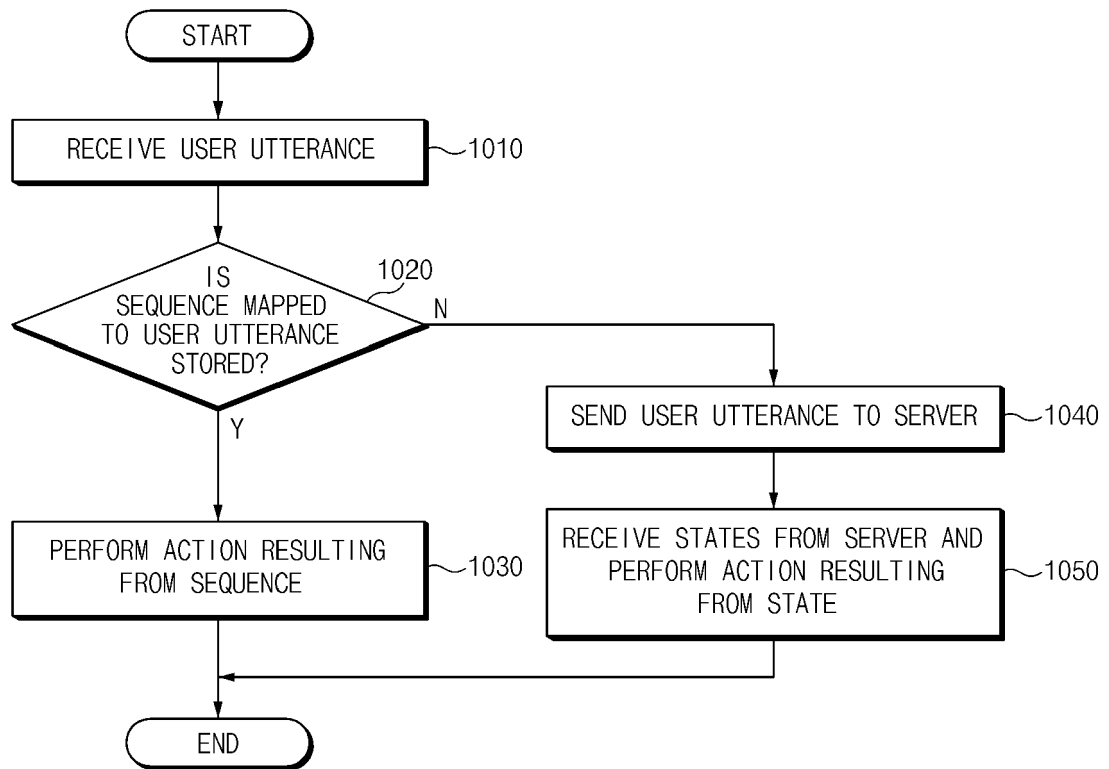 START
RECEIVE USER UTTERANCE
1010
IS
SEQUENCE MAPPED
TO USER UTTERANCE
STORED?
1020
N
Y
SEND USER UTTERANCE TO SERVER
1040
PERFORM ACTION RESULTING
FROM SEQUENCE
1030
RECEIVE STATES FROM SERVER AND
PERFORM ACTION RESULTING
FROM STATE
1050
END